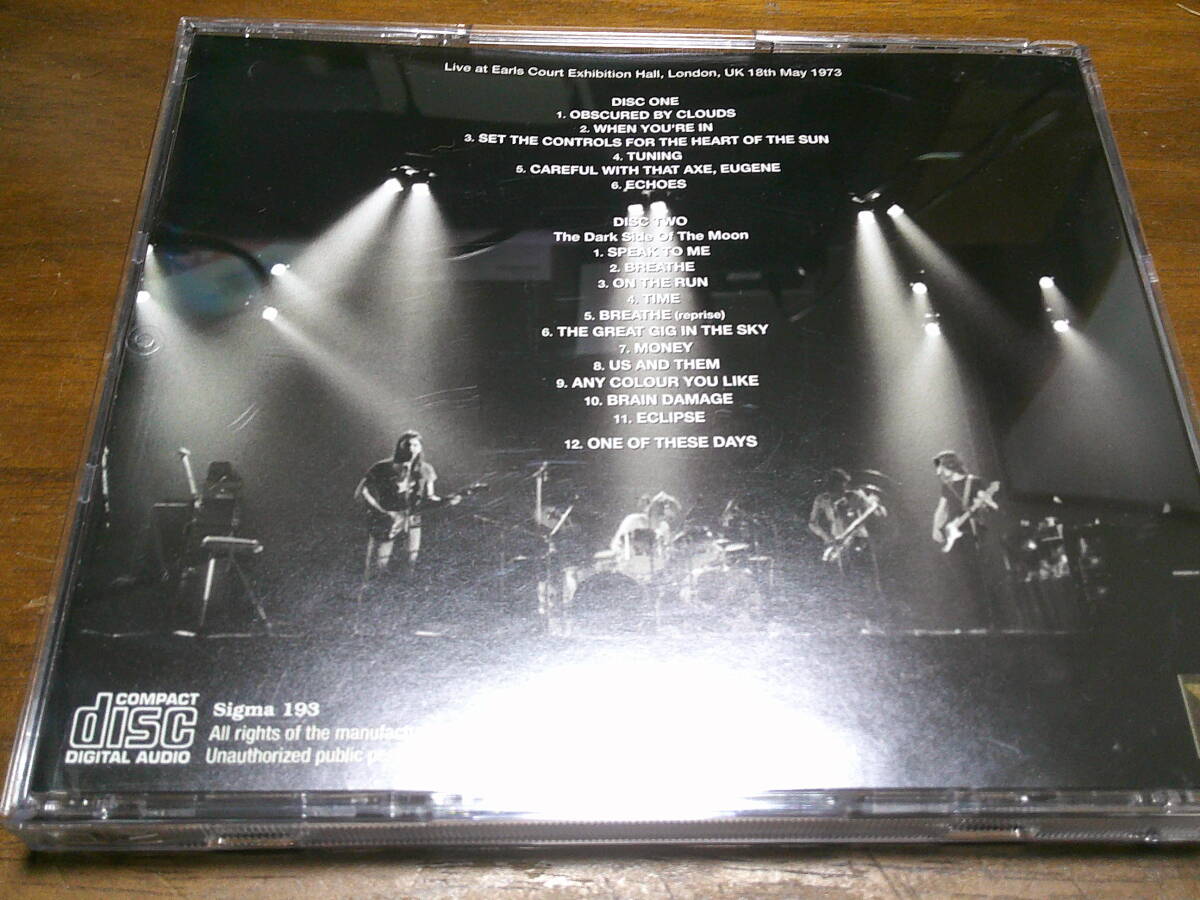 Live at Earls Court Exhibition Hall, London, UK 18th May 1973
DISC ONE
1. OBSCURED BY CLOUDS
2. WHEN YOU'RE IN
3. SET THE CONTROLS FOR THE HEART OF THE SUN
4. TUNING
5. CAREFUL WITH THAT AXE, EUGENE
6. ECHOES
DISC TWO
The Dark Side Of The Moon
1. SPEAK TO ME
2. BREATHE
3. ON THE RUN
4. TIME
5. BREATHE (reprise)
6. THE GREAT GIG IN THE SKY
7. MONEY
8. US AND THEM
9. ANY COLOUR YOU LIKE
10. BRAIN DAMAGE
11. ECLIPSE
12. ONE OF THESE DAYS
COMPACT
disc
DIGITAL AUDIO
Sigma 193
All rights of the
Unauthorized public